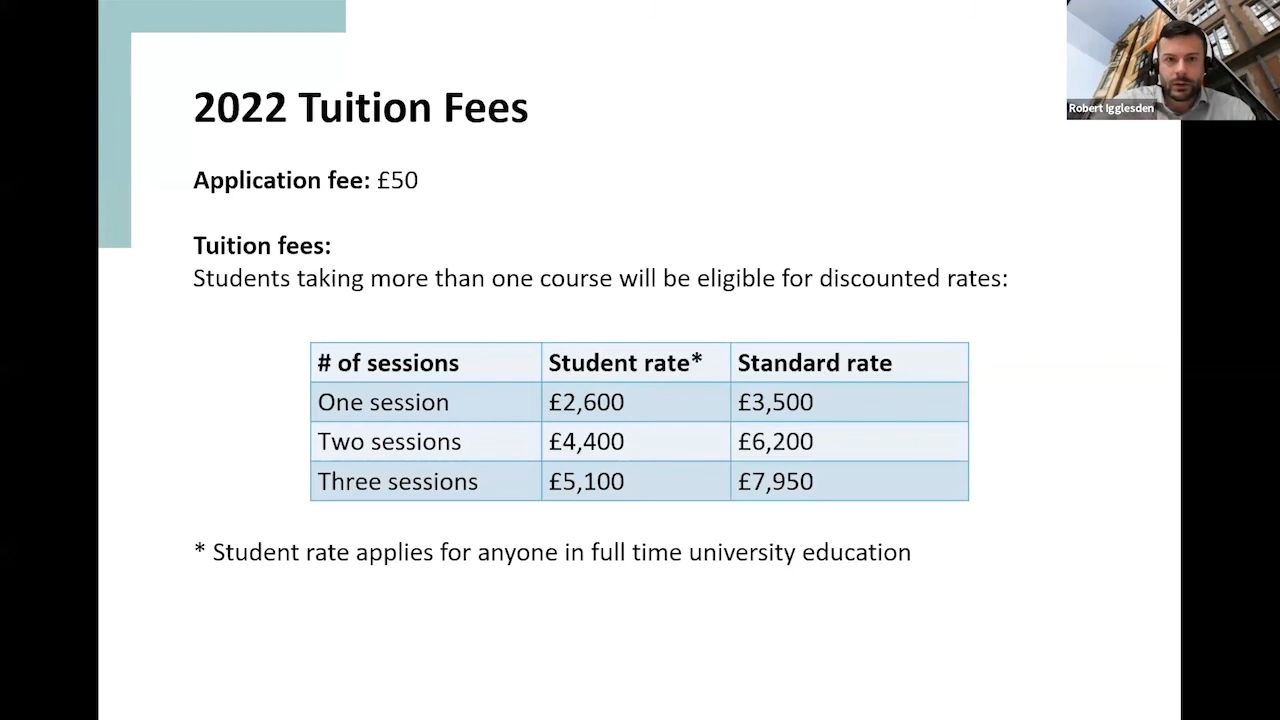 Robert Igglesden
2022 Tuition Fees
Application fee: £50
Tuition fees:
Students taking more than one course will be eligible for discounted rates:
# of sessions Student rate* Standard rate
One session £2,600 £3,500
Two sessions £4,400 £6,200
Three sessions £5,100 £7,950
* Student rate applies for anyone in full time university education